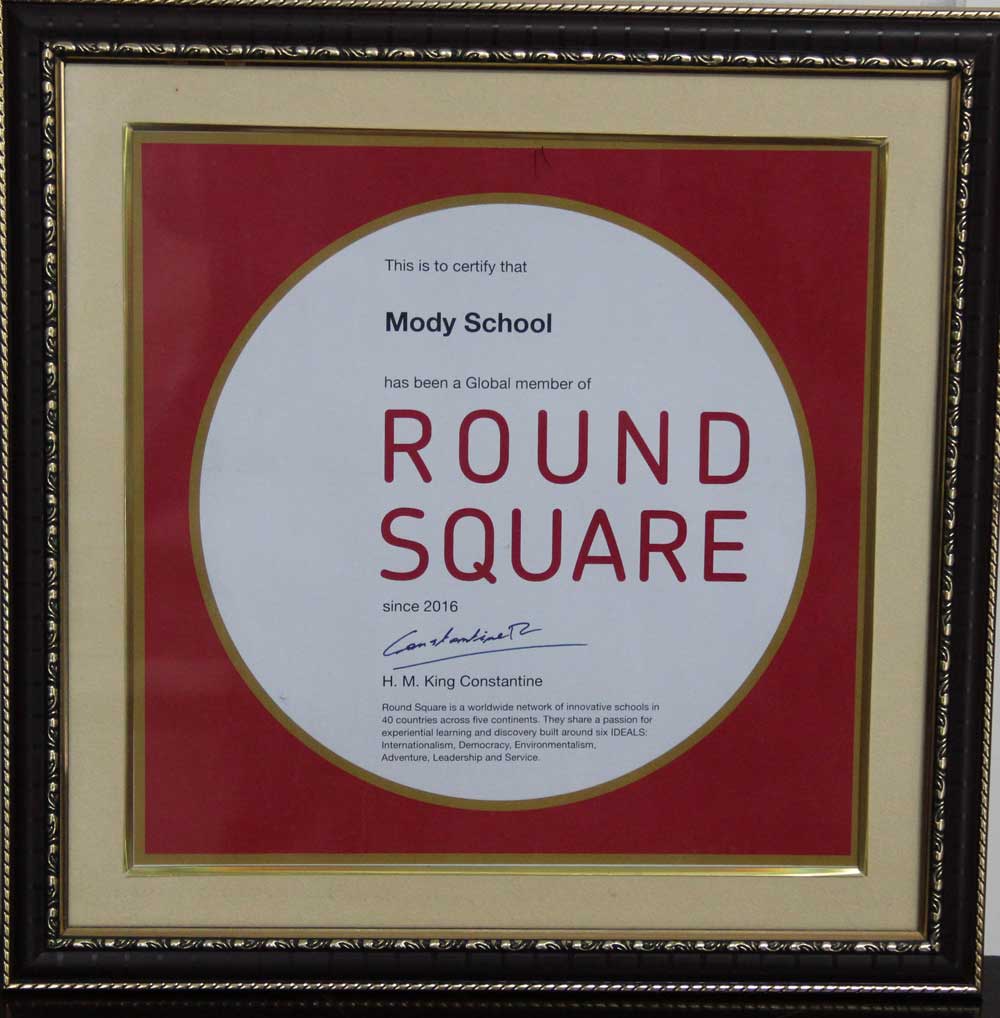 This is to certify that
Mody School
has been a Global member of
ROUND
SQUARE
since 2016
Constantine R
H. M. King Constantine
Round Square is a worldwide network of innovative schools in
40 countries across five continents. They share a passion for
experiential learning and discovery built around six IDEALS:
Internationalism, Democracy, Environmentalism,
Adventure, Leadership and Service.